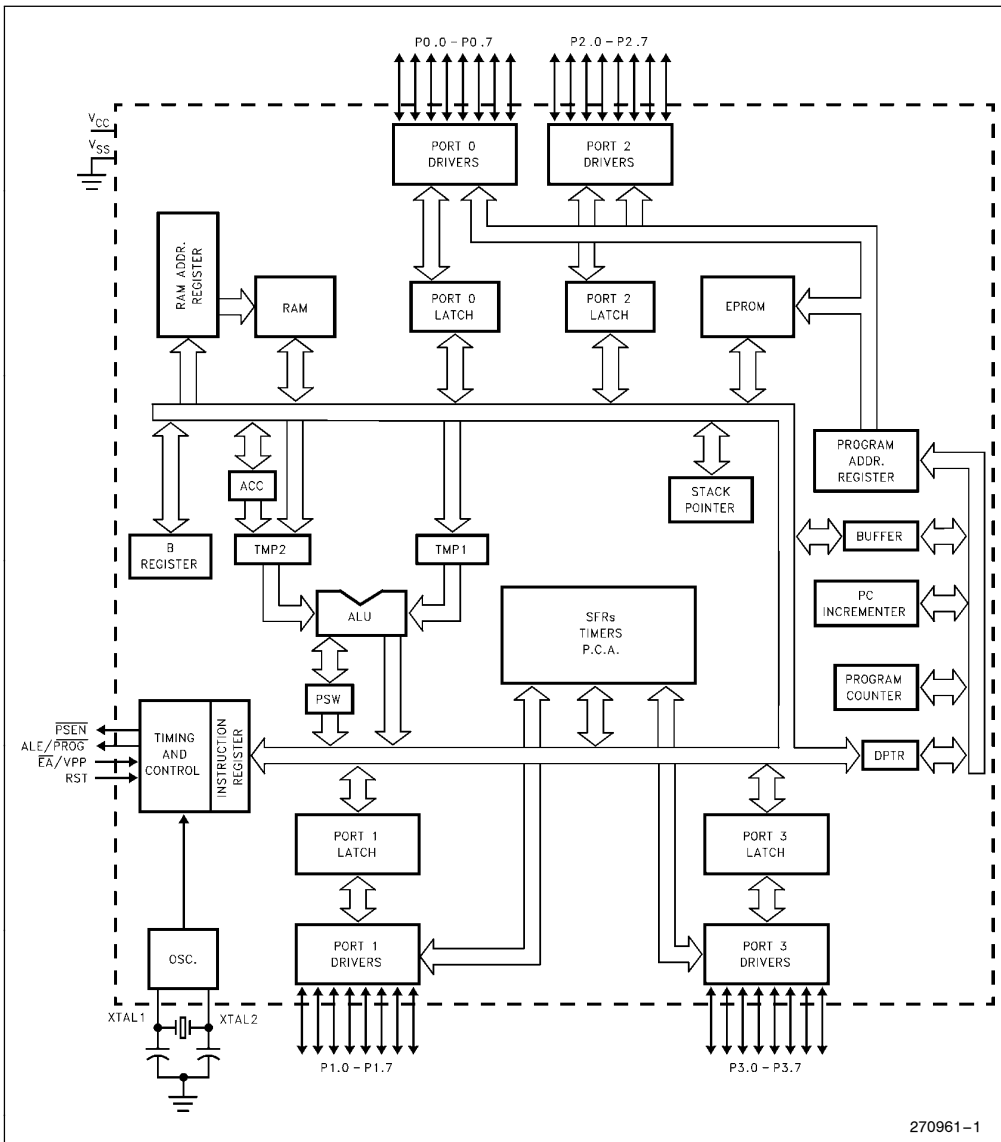 P0.0 – P0.7
P2.0 – P2.7
VCC
VSS
PORT 0
DRIVERS
PORT 2
DRIVERS
RAM ADDR.
REGISTER
RAM
PORT 0
LATCH
PORT 2
LATCH
EPROM
PROGRAM
ADDR.
REGISTER
ACC
STACK
POINTER
B
REGISTER
TMP2
TMP1
BUFFER
ALU
SFRs
TIMERS
P.C.A.
PC
INCREMENTER
PSW
PROGRAM
COUNTER
PSEN
ALE/PROG
EA/VPP
RST
TIMING
AND
CONTROL
INSTRUCTION
REGISTER
DPTR
PORT 1
LATCH
PORT 3
LATCH
OSC.
PORT 1
DRIVERS
PORT 3
DRIVERS
XTAL1
XTAL2
P1.0 – P1.7
P3.0 – P3.7
270961–1